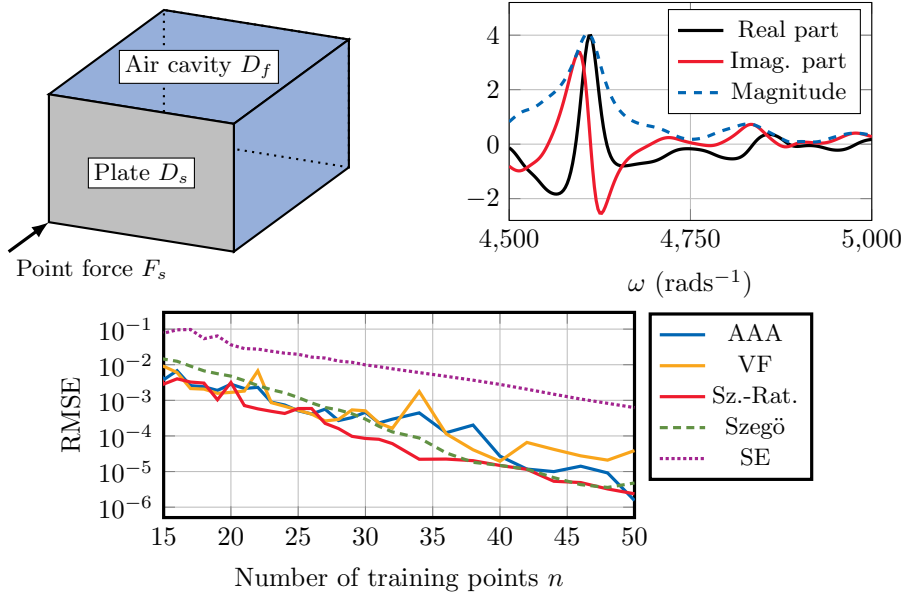 Air cavity D_f
Plate D_s
Point force F_s
4
2
0
−2
4,500
4,750
5,000
ω (rads⁻¹)
Real part
Imag. part
Magnitude
10⁻¹
10⁻²
10⁻³
10⁻⁴
10⁻⁵
10⁻⁶
RMSE
15
20
25
30
35
40
45
50
Number of training points n
AAA
VF
Sz.-Rat.
Szegö
SE